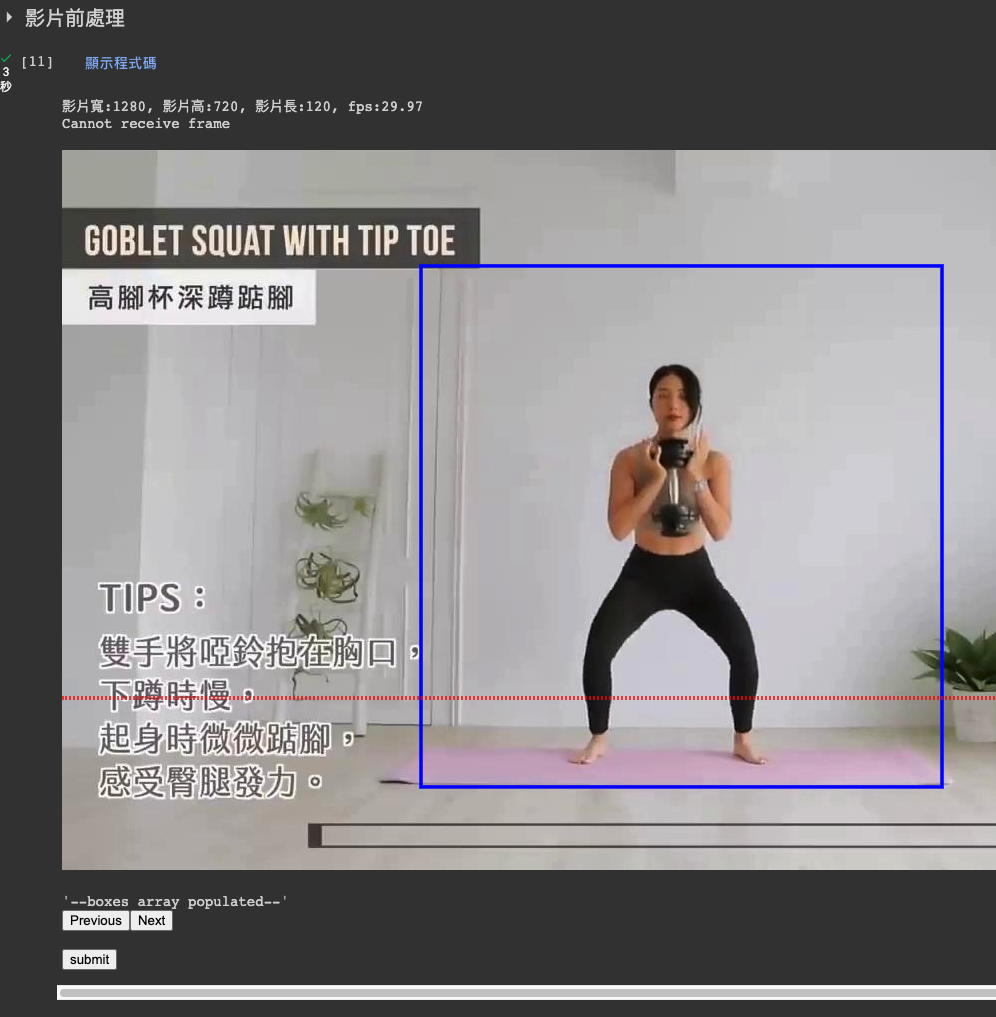 影片前處理
[11]
顯示程式碼
3
秒
影片寬:1280, 影片高:720, 影片長:120, fps:29.97
Cannot receive frame
GOBLET SQUAT WITH TIP TOE
高腳杯深蹲踮腳
TIPS：
雙手將啞鈴抱在胸口，
下蹲時慢，
起身時微微踮腳，
感受臀腿發力。
'--boxes array populated--'
Previous Next
submit